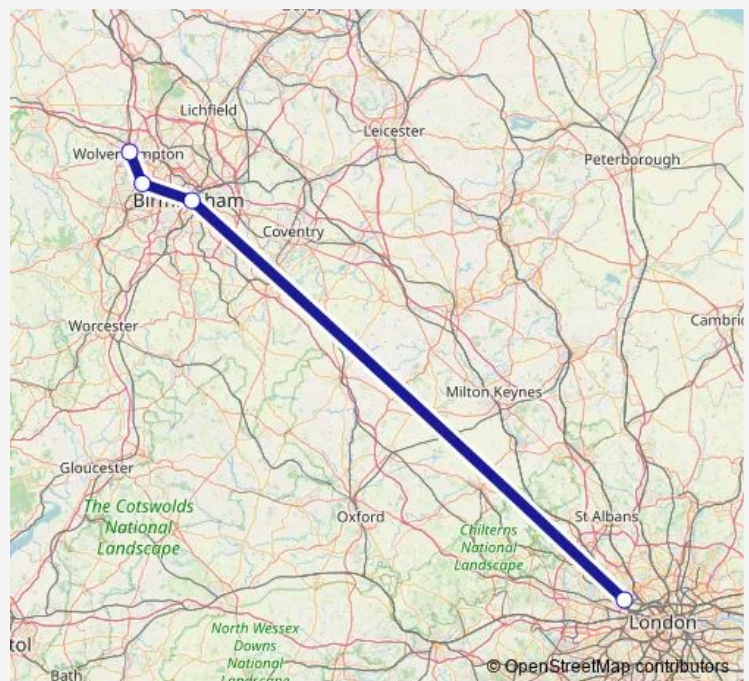 Lichfield
Leicester
Peterborough
Coventry
Worcester
Milton Keynes
Gloucester
The Cotswolds
National
Landscape
Oxford
St Albans
Chilterns
National
Landscape
London
North Wessex
Downs
National
Bath
© OpenStreetMap contributors